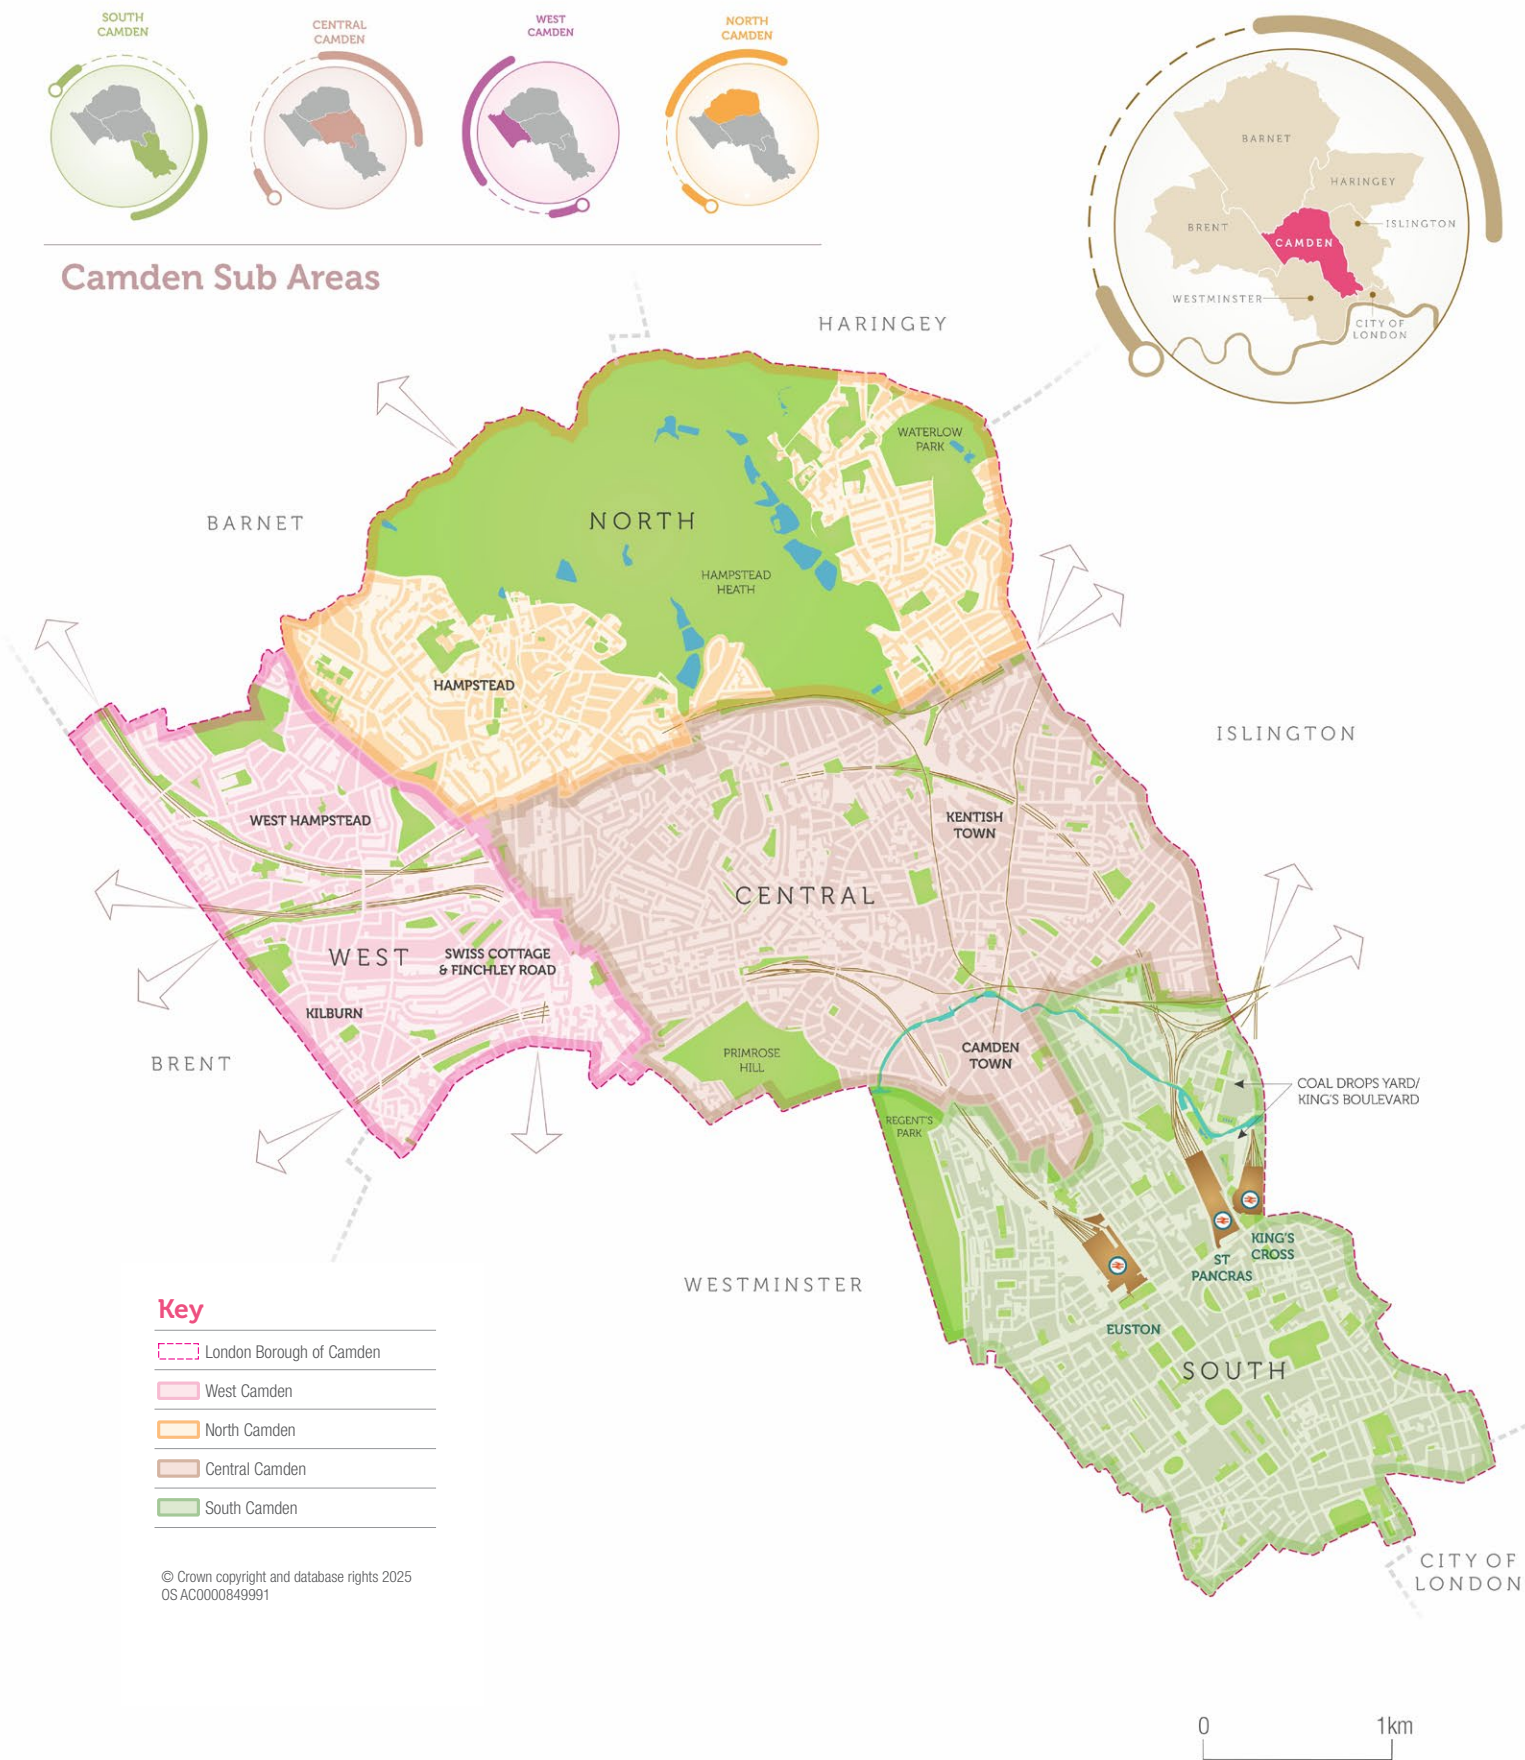 SOUTH
CAMDEN
CENTRAL
CAMDEN
WEST
CAMDEN
NORTH
CAMDEN
BARNET
HARINGEY
BRENT
ISLINGTON
CAMDEN
WESTMINSTER
CITY OF
LONDON
Camden Sub Areas
HARINGEY
WATERLOW
PARK
BARNET
NORTH
HAMPSTEAD
HEATH
HAMPSTEAD
ISLINGTON
WEST HAMPSTEAD
KENTISH
TOWN
CENTRAL
WEST
SWISS COTTAGE
& FINCHLEY ROAD
KILBURN
BRENT
PRIMROSE
HILL
CAMDEN
TOWN
COAL DROPS YARD/
KING'S BOULEVARD
REGENT'S
PARK
KING'S
CROSS
ST
PANCRAS
WESTMINSTER
EUSTON
SOUTH
CITY OF
LONDON
Key
London Borough of Camden
West Camden
North Camden
Central Camden
South Camden
© Crown copyright and database rights 2025
OS AC0000849991
0 1km